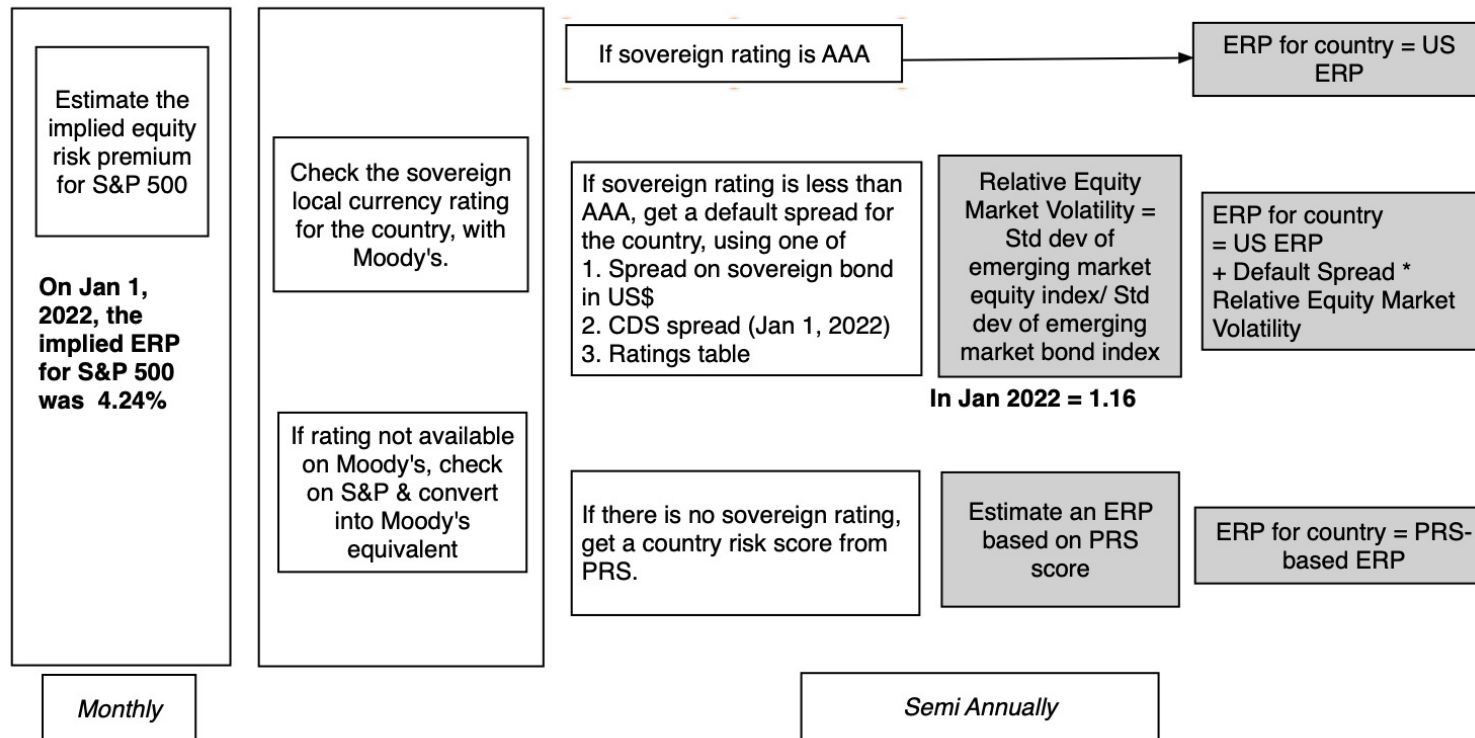 Estimate the
implied equity
risk premium
for S&P 500
On Jan 1,
2022, the
implied ERP
for S&P 500
was 4.24%
Monthly
Check the sovereign
local currency rating
for the country, with
Moody's.
If rating not available
on Moody's, check
on S&P & convert
into Moody's
equivalent
If sovereign rating is AAA
ERP for country = US
ERP
If sovereign rating is less than
AAA, get a default spread for
the country, using one of
1. Spread on sovereign bond
in US$
2. CDS spread (Jan 1, 2022)
3. Ratings table
Relative Equity
Market Volatility =
Std dev of
emerging market
equity index/ Std
dev of emerging
market bond index
In Jan 2022 = 1.16
ERP for country
= US ERP
+ Default Spread *
Relative Equity Market
Volatility
If there is no sovereign rating,
get a country risk score from
PRS.
Estimate an ERP
based on PRS
score
ERP for country = PRS-
based ERP
Semi Annually